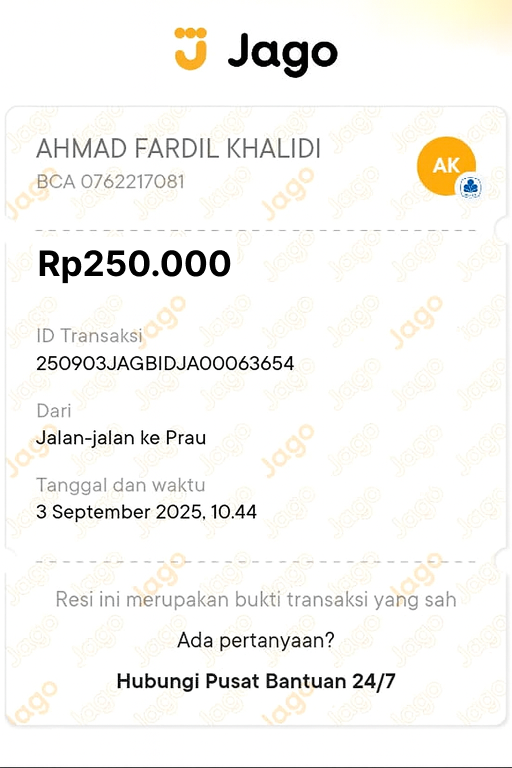 Jago
AHMAD FARDIL KHALIDI
BCA 0762217081
AK
Rp250.000
ID Transaksi
250903JAGBIDJA00063654
Dari
Jalan-jalan ke Prau
Tanggal dan waktu
3 September 2025, 10.44
Resi ini merupakan bukti transaksi yang sah
Ada pertanyaan?
Hubungi Pusat Bantuan 24/7